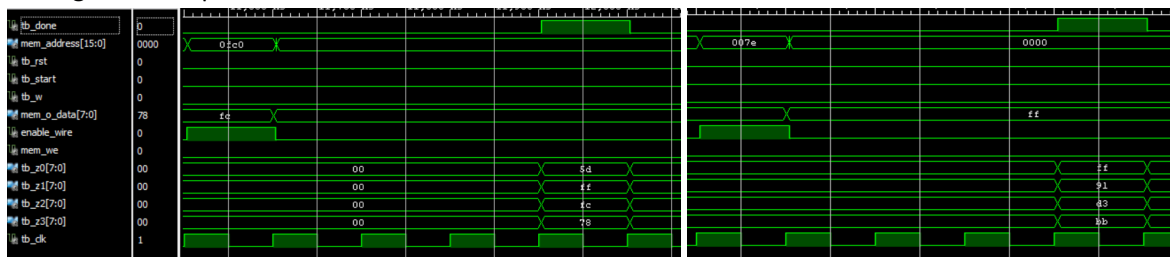 tb_done 0
mem_address[15:0] 0000 0fc0 007e 0000
tb_rst 0
tb_start 0
tb_w 0
mem_o_data[7:0] 78 fc ff
enable_wire 0
mem_we 0
tb_z0[7:0] 00 00 5d ff
tb_z1[7:0] 00 00 ff 91
tb_z2[7:0] 00 00 fc d3
tb_z3[7:0] 00 00 78 bb
tb_clk 1